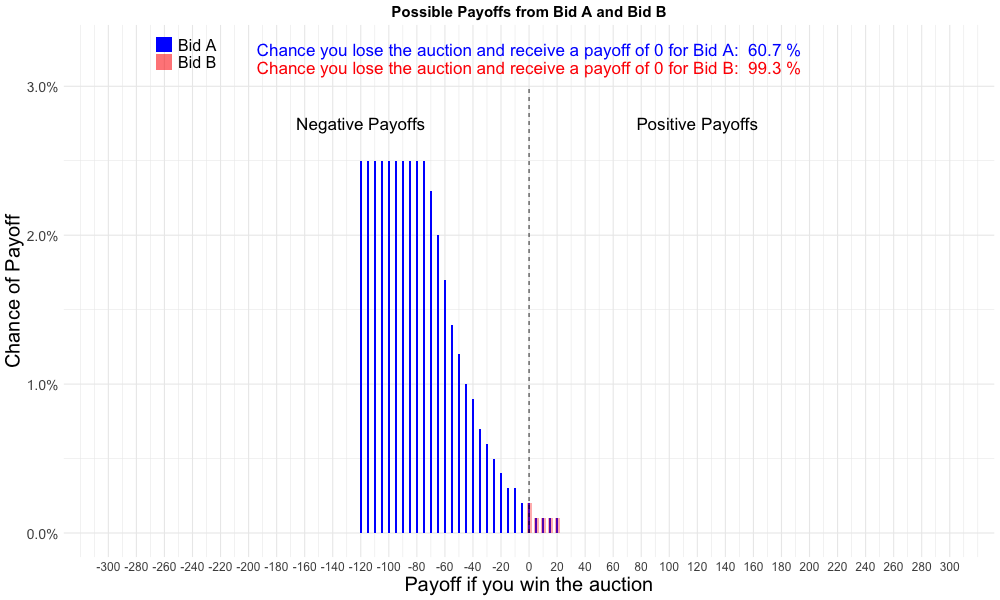 Possible Payoffs from Bid A and Bid B
Bid A
Bid B
Chance you lose the auction and receive a payoff of 0 for Bid A:  60.7 %
Chance you lose the auction and receive a payoff of 0 for Bid B:  99.3 %
Negative Payoffs
Positive Payoffs
Chance of Payoff
3.0%
2.0%
1.0%
0.0%
-300 -280 -260 -240 -220 -200 -180 -160 -140 -120 -100 -80 -60 -40 -20 0 20 40 60 80 100 120 140 160 180 200 220 240 260 280 300
Payoff if you win the auction